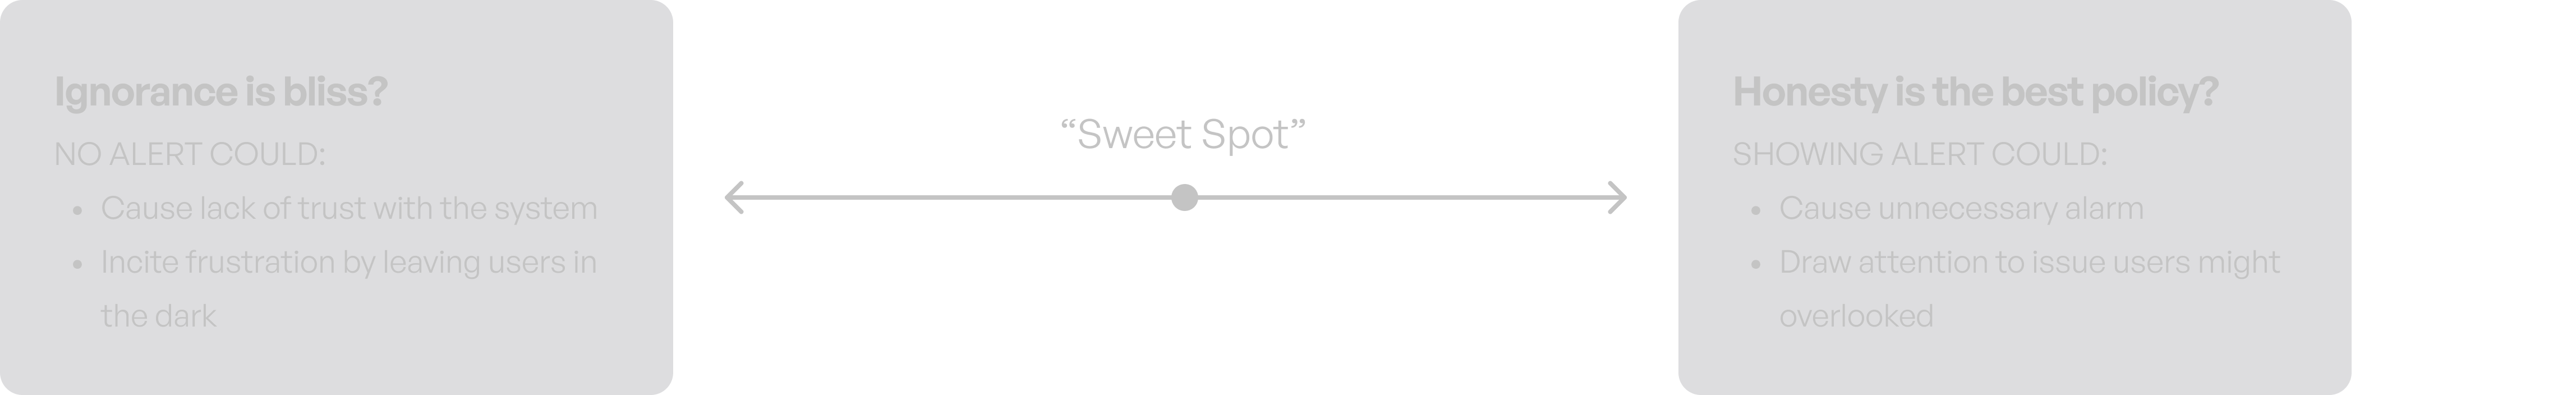 Ignorance is bliss?
NO ALERT COULD:
• Cause lack of trust with the system
• Incite frustration by leaving users in
the dark
“Sweet Spot”
Honesty is the best policy?
SHOWING ALERT COULD:
• Cause unnecessary alarm
• Draw attention to issue users might
overlooked